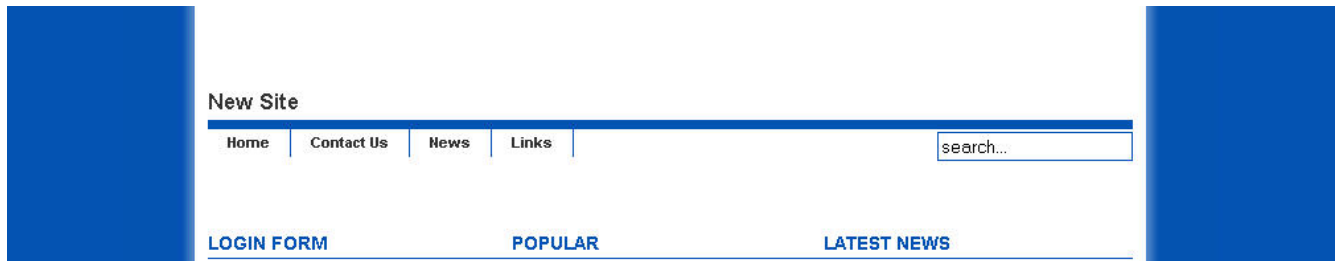 New Site
Home Contact Us News Links search...
LOGIN FORM POPULAR LATEST NEWS